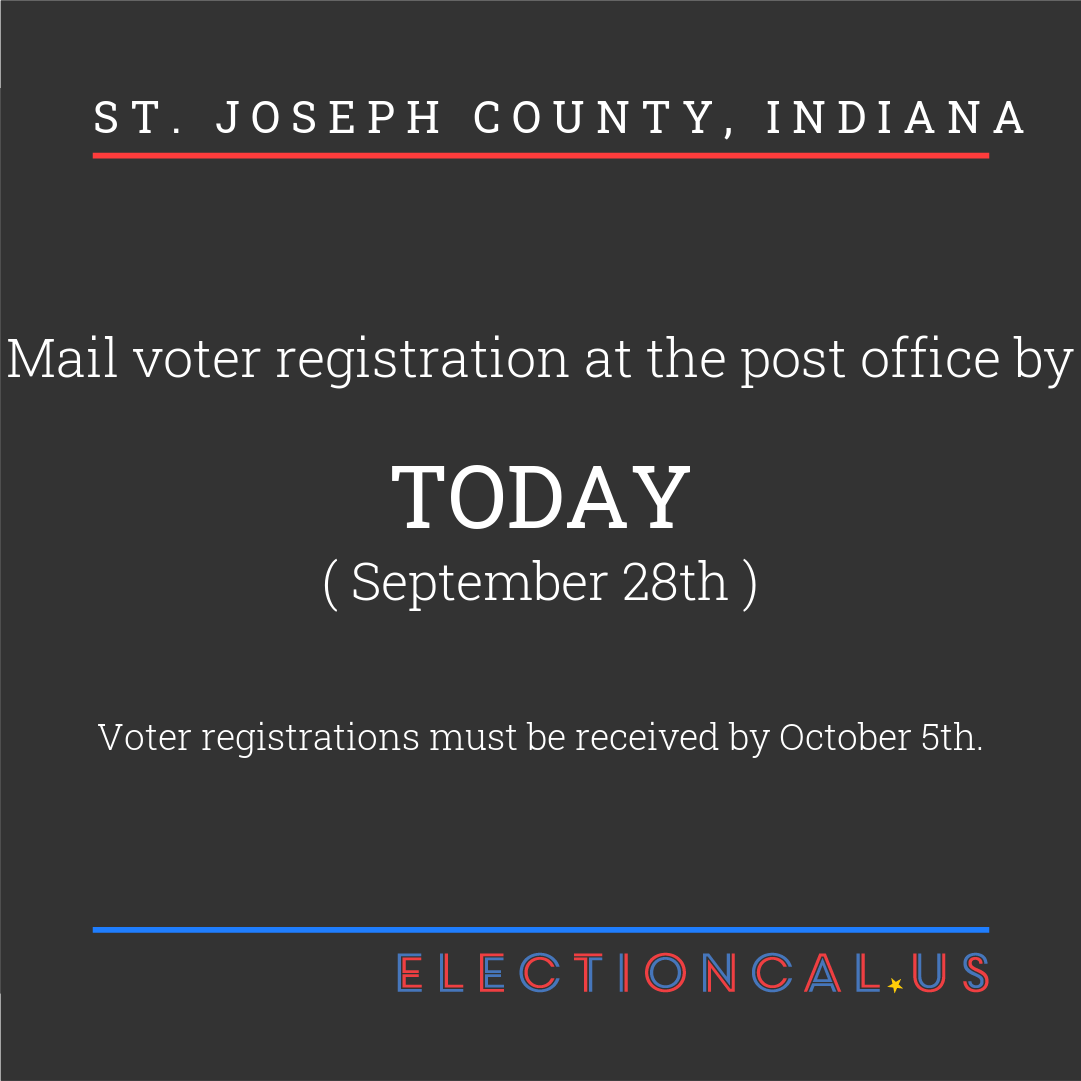 ST. JOSEPH COUNTY, INDIANA
Mail voter registration at the post office by
TODAY
( September 28th )
Voter registrations must be received by October 5th.
ELECTIONCAL.US